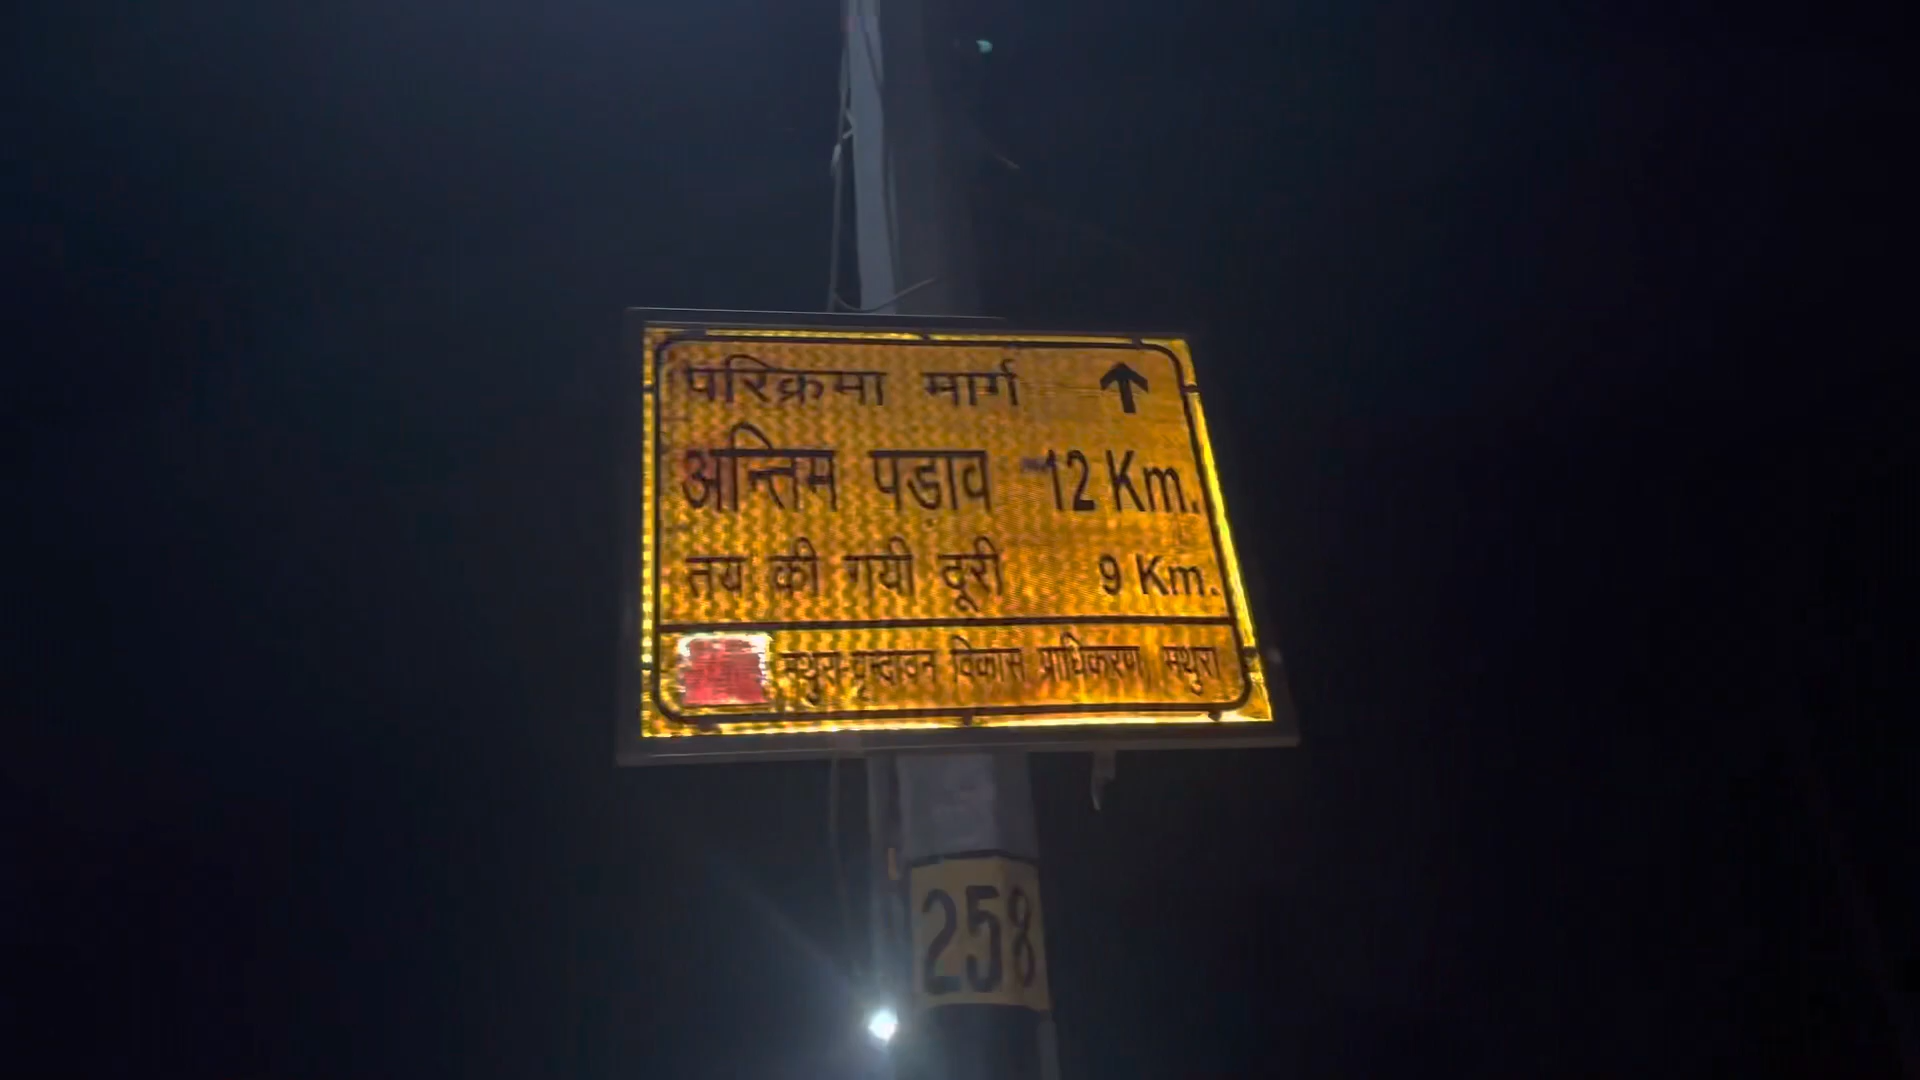 परिक्रमा मार्ग ↑
अन्तिम पड़ाव 12 Km.
तय की गयी दूरी 9 Km.
मथुरा-वृन्दावन विकास प्राधिकरण, मथुरा
258